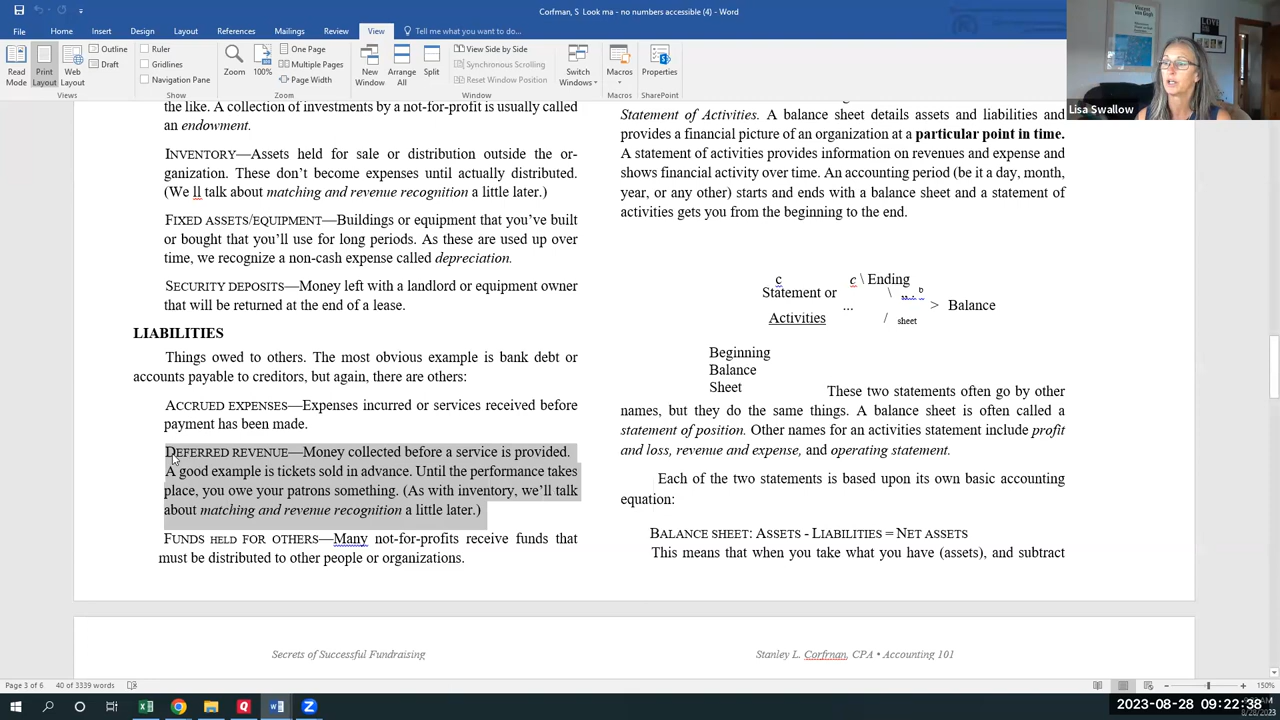 Corfman, S Look ma - no numbers accessible (4) - Word
File Home Insert Design Layout References Mailings Review View Tell me what you want to do...
Read Mode
Print Layout
Web Layout
Outline
Draft
Views
Ruler
Gridlines
Navigation Pane
Show
Zoom
100%
One Page
Multiple Pages
Page Width
Zoom
New Window
Arrange All
Split
View Side by Side
Synchronous Scrolling
Reset Window Position
Window
Switch Windows
Macros
Macros
Properties
SharePoint
Vincent van Gogh
LOVE
Lisa Swallow
the like. A collection of investments by a not-for-profit is usually called
an endowment.
INVENTORY—Assets held for sale or distribution outside the or-
ganization. These don't become expenses until actually distributed.
(We ll talk about matching and revenue recognition a little later.)
FIXED ASSETS/EQUIPMENT—Buildings or equipment that you've built
or bought that you'll use for long periods. As these are used up over
time, we recognize a non-cash expense called depreciation.
SECURITY DEPOSITS—Money left with a landlord or equipment owner
that will be returned at the end of a lease.
LIABILITIES
Things owed to others. The most obvious example is bank debt or
accounts payable to creditors, but again, there are others:
ACCRUED EXPENSES—Expenses incurred or services received before
payment has been made.
DEFERRED REVENUE—Money collected before a service is provided.
A good example is tickets sold in advance. Until the performance takes
place, you owe your patrons something. (As with inventory, we'll talk
about matching and revenue recognition a little later.)
FUNDS HELD FOR OTHERS—Many not-for-profits receive funds that
must be distributed to other people or organizations.
Statement of Activities. A balance sheet details assets and liabilities and
provides a financial picture of an organization at a particular point in time.
A statement of activities provides information on revenues and expense and
shows financial activity over time. An accounting period (be it a day, month,
year, or any other) starts and ends with a balance sheet and a statement of
activities gets you from the beginning to the end.
c c \ Ending
Statement or \
... > Balance
Activities / sheet
Beginning
Balance
Sheet
These two statements often go by other
names, but they do the same things. A balance sheet is often called a
statement of position. Other names for an activities statement include profit
and loss, revenue and expense, and operating statement.
Each of the two statements is based upon its own basic accounting
equation:
BALANCE SHEET: ASSETS - LIABILITIES = NET ASSETS
This means that when you take what you have (assets), and subtract
Secrets of Successful Fundraising
Stanley L. Corfrnan, CPA • Accounting 101
Page 3 of 6 40 of 3339 words
150%
2023-08-28 09:22:38